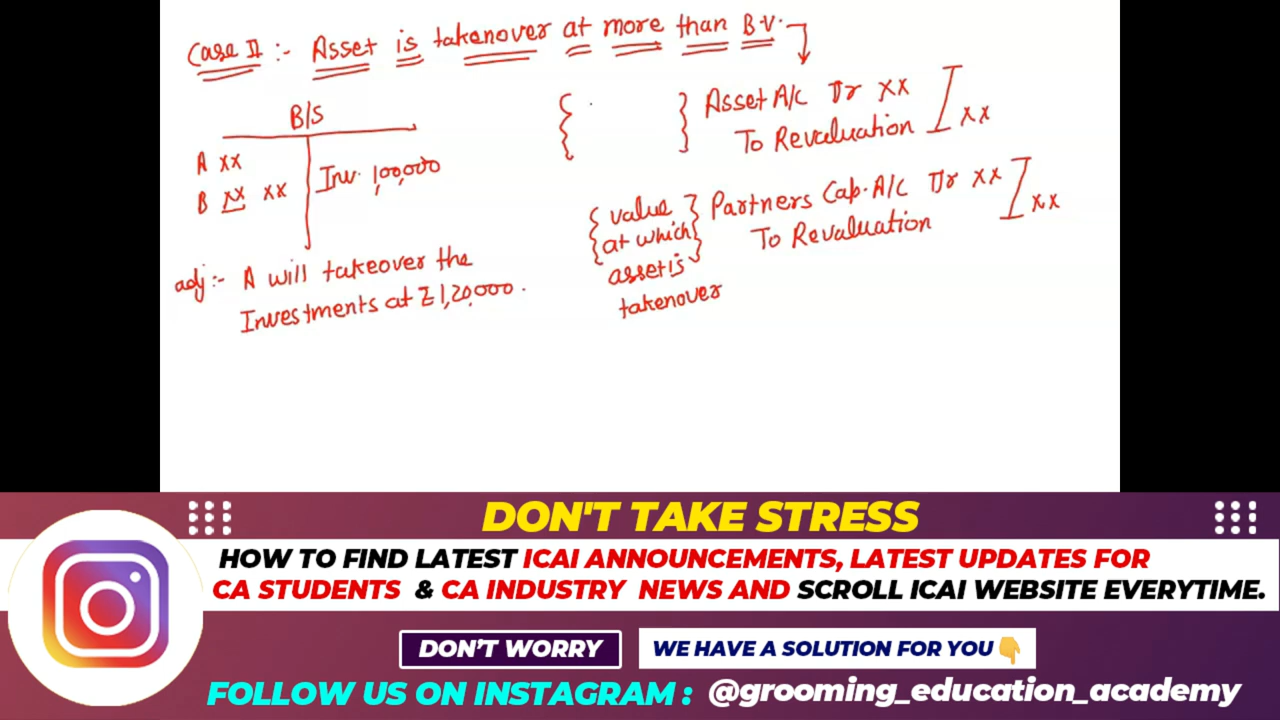 Case II :- Asset is takenover at more than B.V.
B/S
A xx
B xx xx
Inv. 1,00,000
adj:- A will takeover the
Investments at ₹1,20,000.
Asset A/c Dr xx
To Revaluation xx
{value at which asset is takenover}
Partners Cap. A/C Dr xx
To Revaluation xx
DON'T TAKE STRESS
HOW TO FIND LATEST ICAI ANNOUNCEMENTS, LATEST UPDATES FOR
CA STUDENTS & CA INDUSTRY NEWS AND SCROLL ICAI WEBSITE EVERYTIME.
DON'T WORRY
WE HAVE A SOLUTION FOR YOU👇
FOLLOW US ON INSTAGRAM : @grooming_education_academy